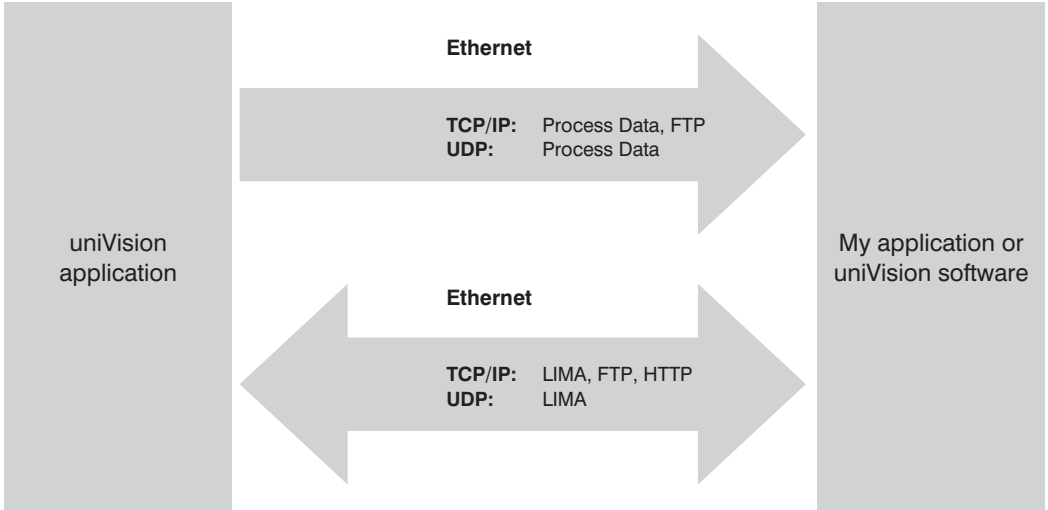 uniVision
application
Ethernet
TCP/IP: Process Data, FTP
UDP: Process Data
Ethernet
TCP/IP: LIMA, FTP, HTTP
UDP: LIMA
My application or
uniVision software